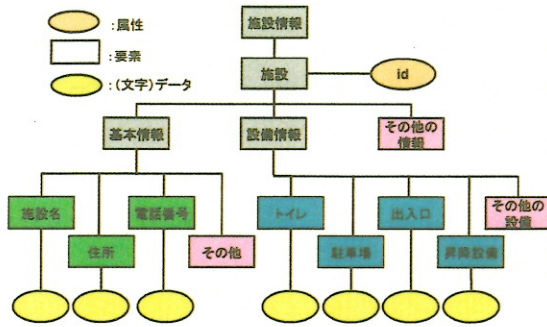 :属性
:要素
:(文字)データ
施設情報
施設
id
基本情報
設備情報
その他の
情報
施設名
電話番号
トイレ
出入口
その他の
設備
住所
その他
駐車場
昇降設備